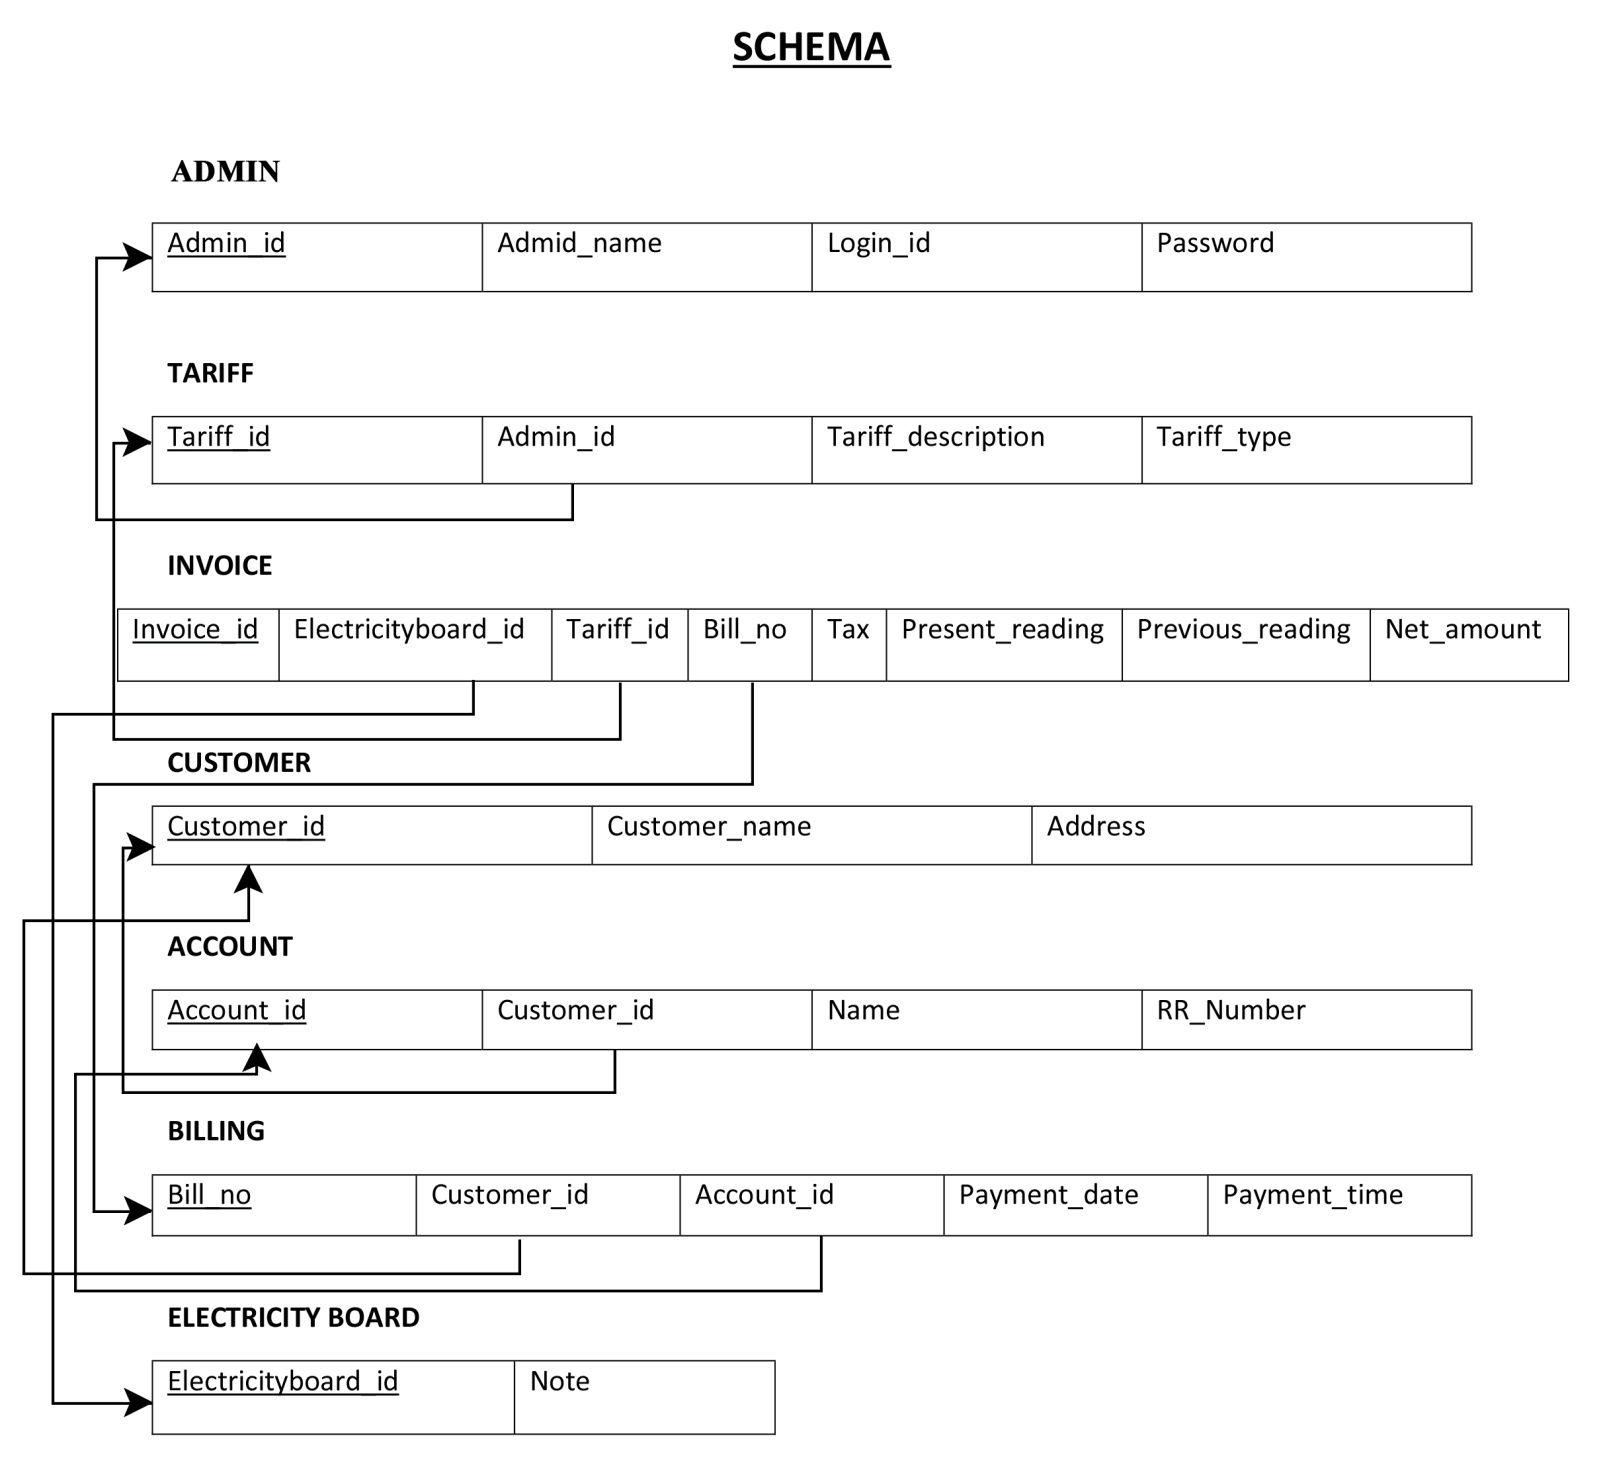 SCHEMA
ADMIN
Admin_id Admid_name Login_id Password
TARIFF
Tariff_id Admin_id Tariff_description Tariff_type
INVOICE
Invoice_id Electricityboard_id Tariff_id Bill_no Tax Present_reading Previous_reading Net_amount
CUSTOMER
Customer_id Customer_name Address
ACCOUNT
Account_id Customer_id Name RR_Number
BILLING
Bill_no Customer_id Account_id Payment_date Payment_time
ELECTRICITY BOARD
Electricityboard_id Note